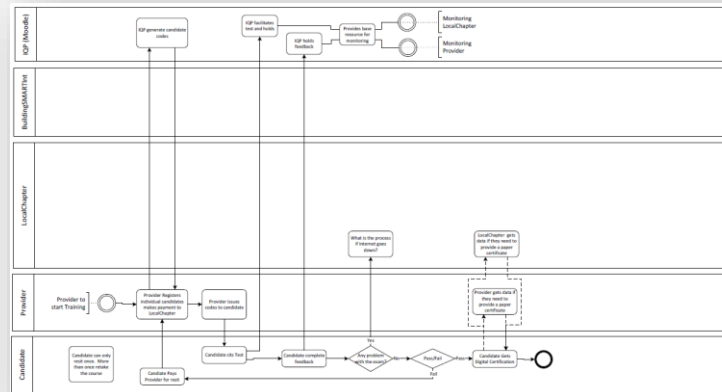 IQP (Moodle)
IQP generate candidate
codes
IQP facilitates
test and holds
IQP holds
feedback
Provides base
resource for
monitoring
Monitoring
LocalChapter
Monitoring
Provider
BuildingSMARTInt
LocalChapter
What is the process
if internet goes
down?
LocalChapter gets
data if they need to
provide a paper
certificate
Provider
Provider to
start Training
Provider Registers
individual candidates
makes payment to
LocalChapter
Provider issues
codes to candidate
Provider gets data if
they need to
provide a paper
certificate
Candidate
Candidate can only
resit once. More
than once retake
the course
Candidate Pays
Provider for resit
Candidate sits Test
Candidate complete
feedback
Yes
Any problem
with the exam?
No
Pass/Fail
Pass
Fail
Candidate Gets
Digital Certification